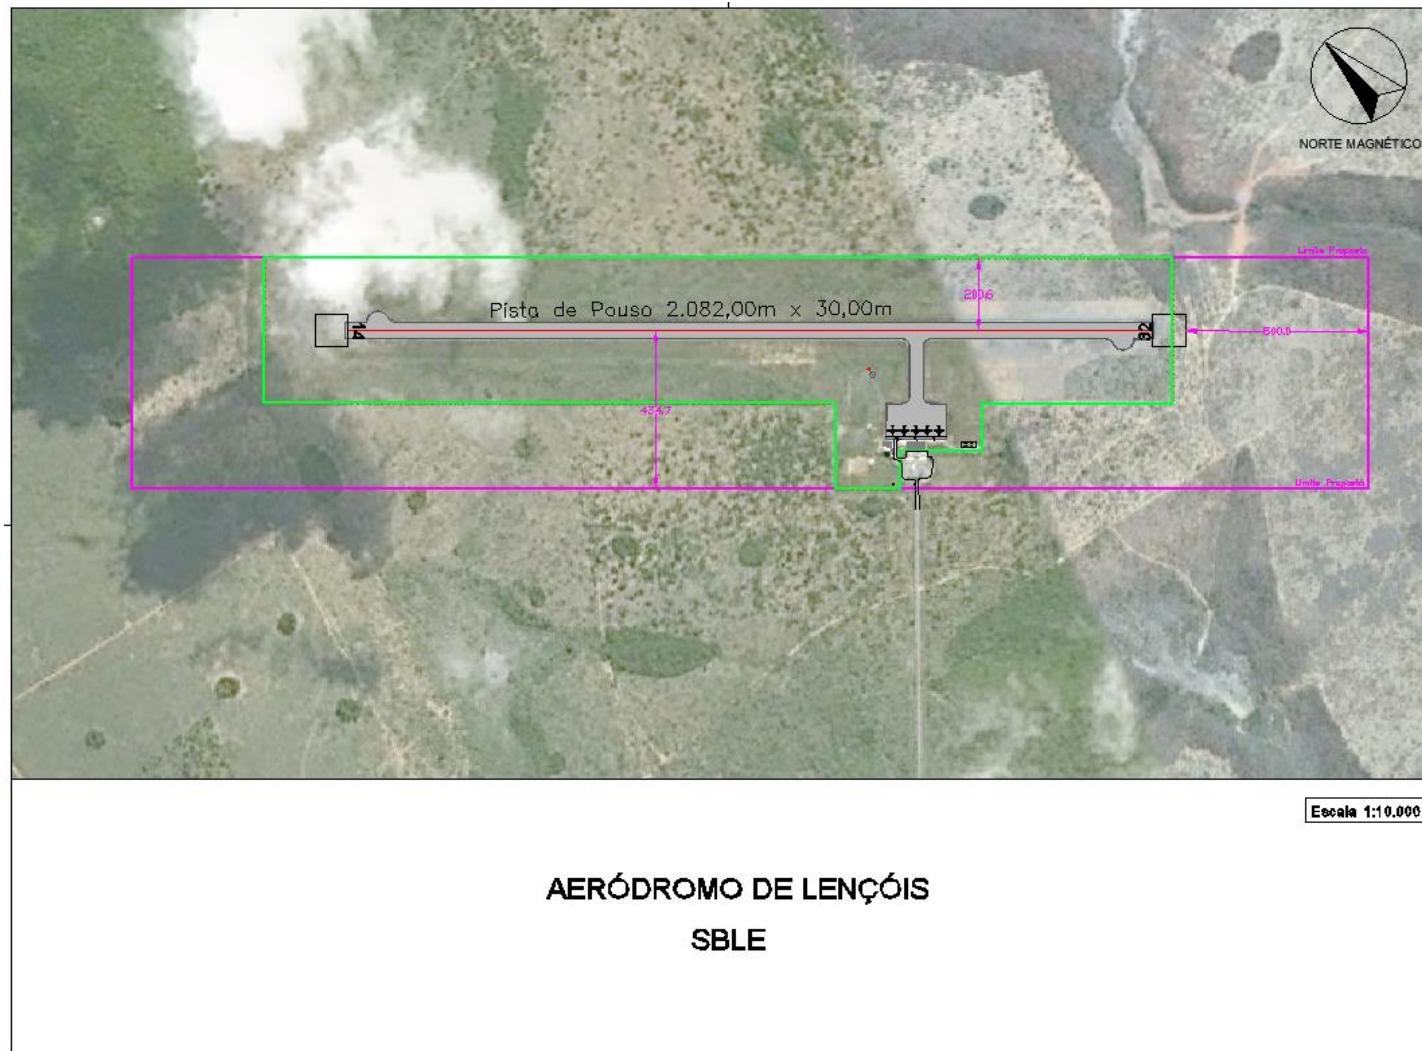 NORTE MAGNÉTICO
Limite Proposto
200.6
Pista de Pouso 2.082,00m x 30,00m
14
32
500.0
434.7
Limite Proposto
Escala 1:10.000
AERÓDROMO DE LENÇÓIS
SBLE